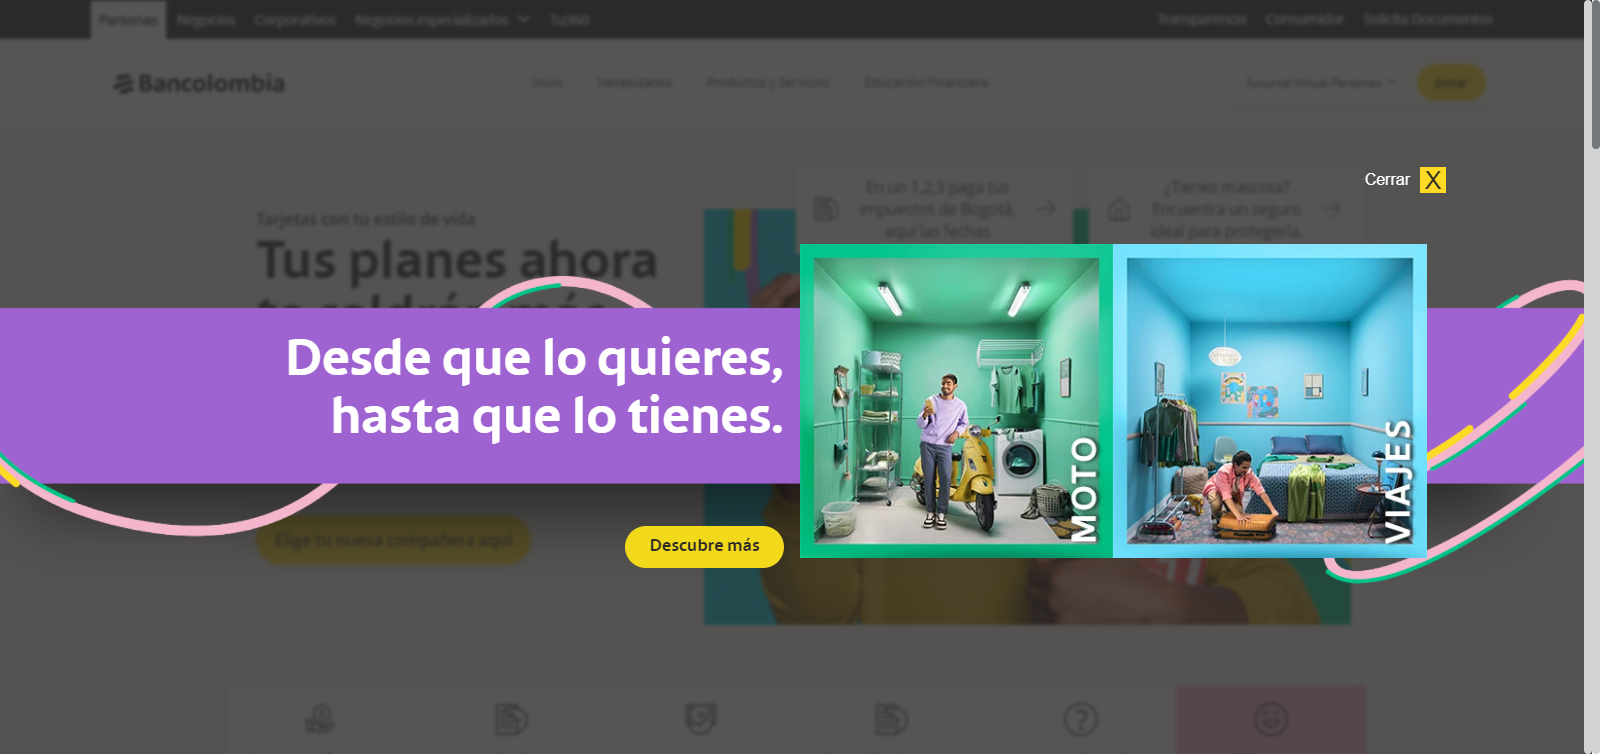 Personas Negocios Corporativos Negocios especializados Tu360 Transparencia Consumidor Solicita Documentos
Bancolombia Inicio Necesidades Productos y Servicios Educación Financiera Sucursal Virtual Personas Entrar
Cerrar X
En un 1,2,3 paga tus
impuestos de Bogotá,
aquí las fechas
¿Tienes mascota?
Encuentra un seguro
ideal para protegerla.
Tarjetas con tu estilo de vida
Tus planes ahora
Desde que lo quieres,
hasta que lo tienes.
MOTO
VIAJES
Elige tu nueva compañera aquí
Descubre más